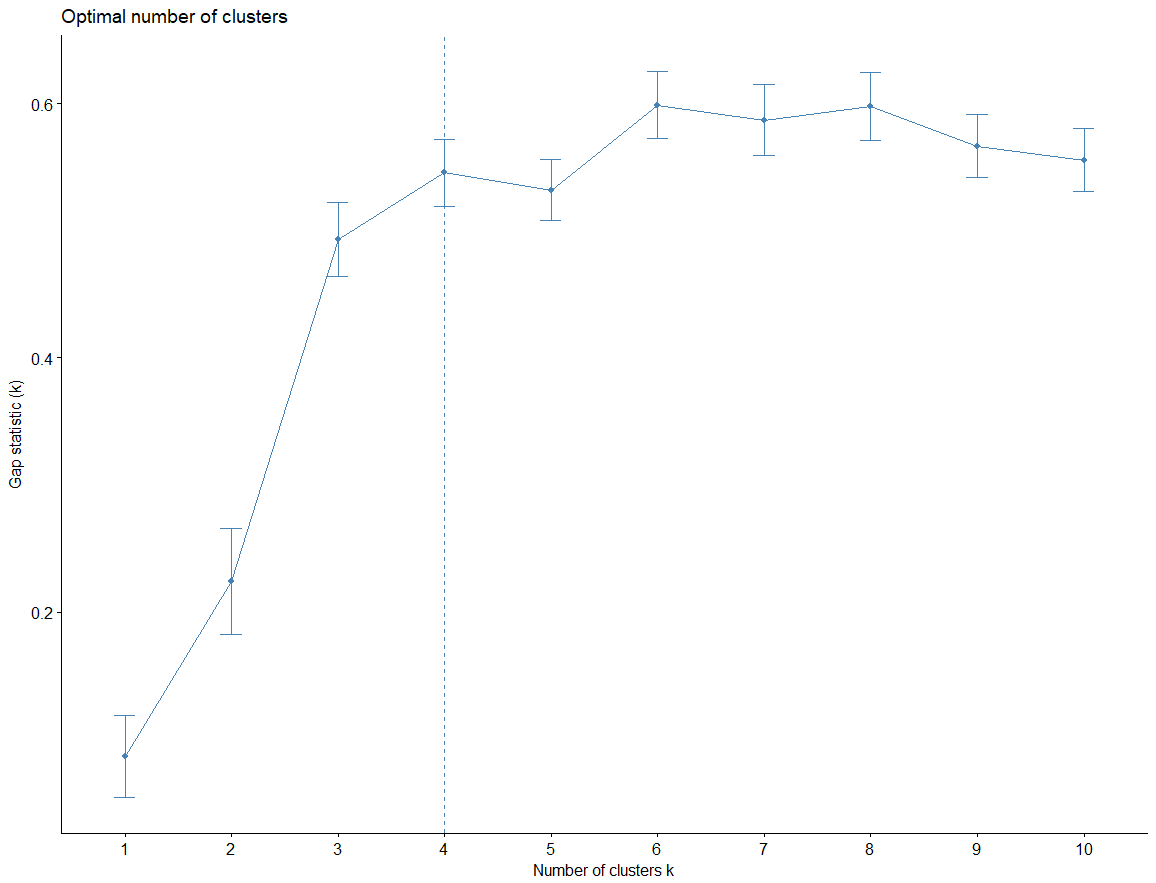 Optimal number of clusters
Gap statistic (k)
0.6
0.4
0.2
1 2 3 4 5 6 7 8 9 10
Number of clusters k